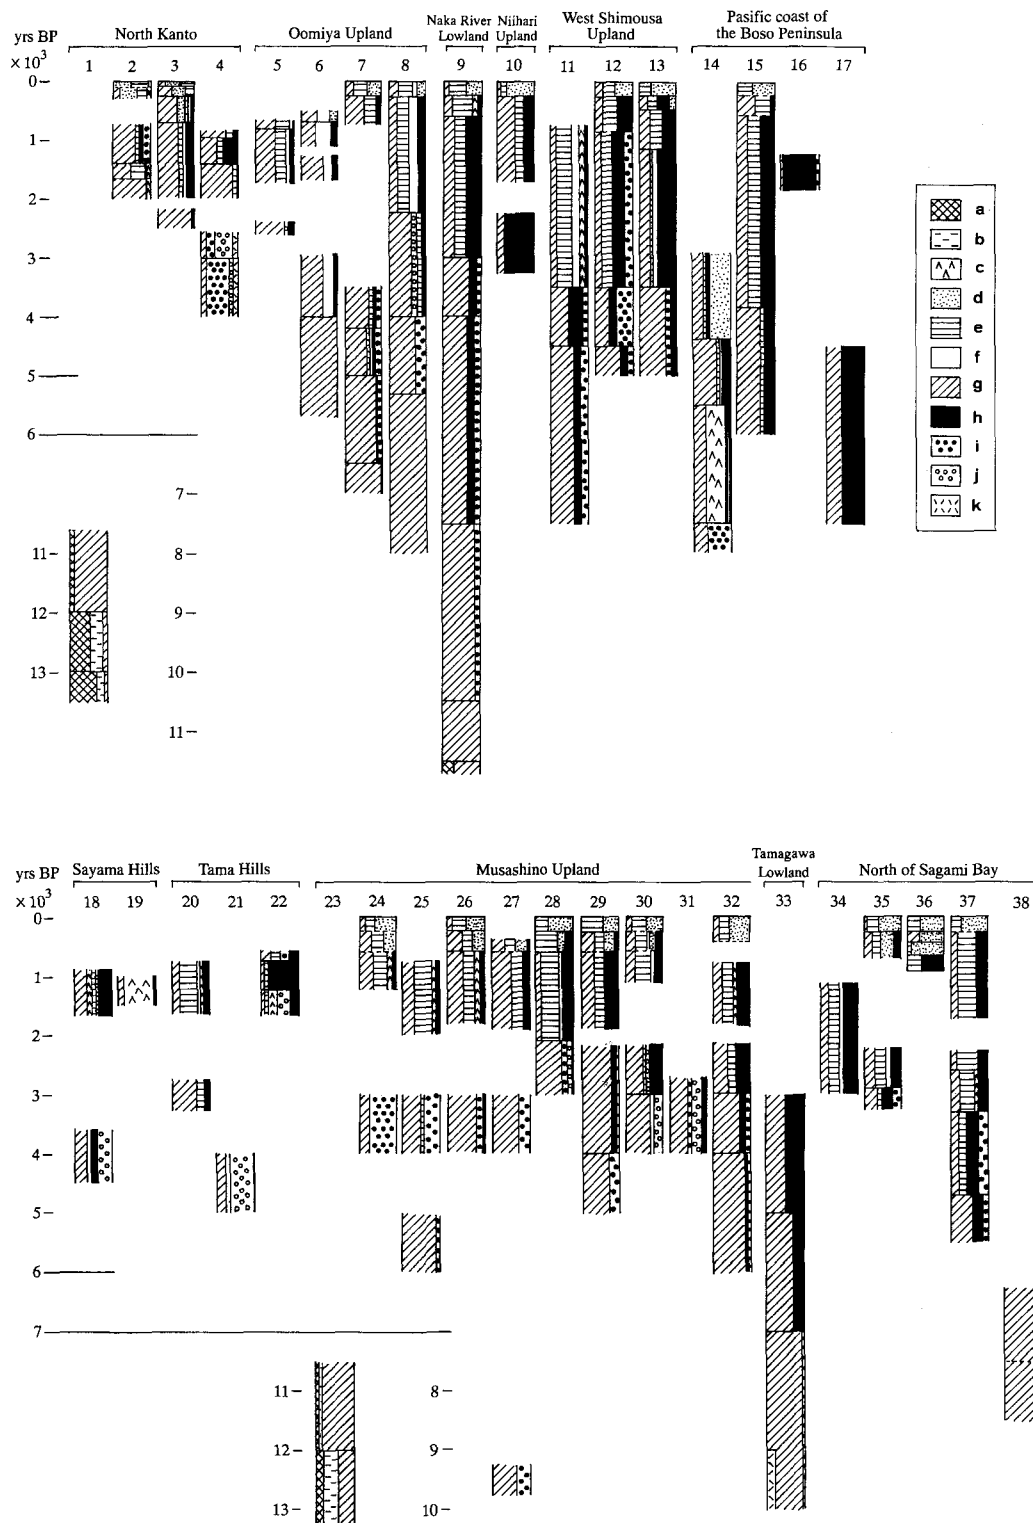 yrs BP
× 10³
North Kanto
Oomiya Upland
Naka River
Lowland
Niihari
Upland
West Shimousa
Upland
Pasific coast of
the Boso Peninsula
1 2 3 4 5 6 7 8 9 10 11 12 13 14 15 16 17
0
1
2
3
4
5
6
7
11 8
12 9
13 10
11
a
b
c
d
e
f
g
h
i
j
k
yrs BP
× 10³
Sayama Hills
Tama Hills
Musashino Upland
Tamagawa
Lowland
North of Sagami Bay
18 19 20 21 22 23 24 25 26 27 28 29 30 31 32 33 34 35 36 37 38
0
1
2
3
4
5
6
7
11 8
12 9
13 10